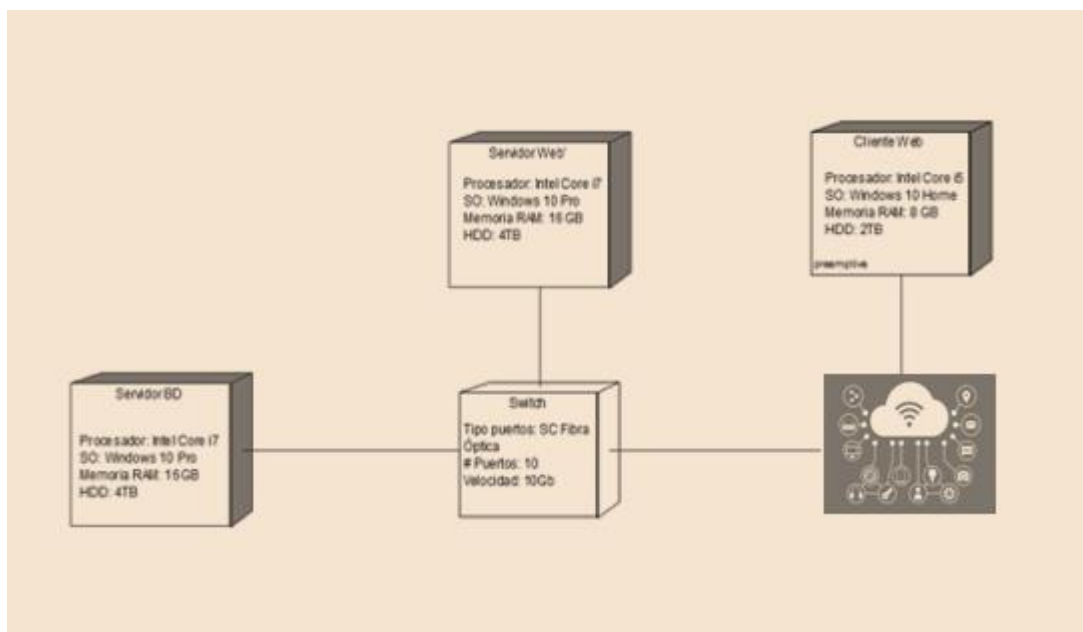 Servidor Web'
Procesador: Intel Core i7
SO: Windows 10 Pro
Memoria RAM: 16 GB
HDD: 4TB
Cliente Web
Procesador: Intel Core i5
SO: Windows 10 Home
Memoria RAM: 8 GB
HDD: 2TB
preemptive
Servidor BD
Procesador: Intel Core i7
SO: Windows 10 Pro
Memoria RAM: 16GB
HDD: 4TB
Switch
Tipo puertos: SC Fibra
Óptica
# Puertos: 10
Velocidad: 10Gb